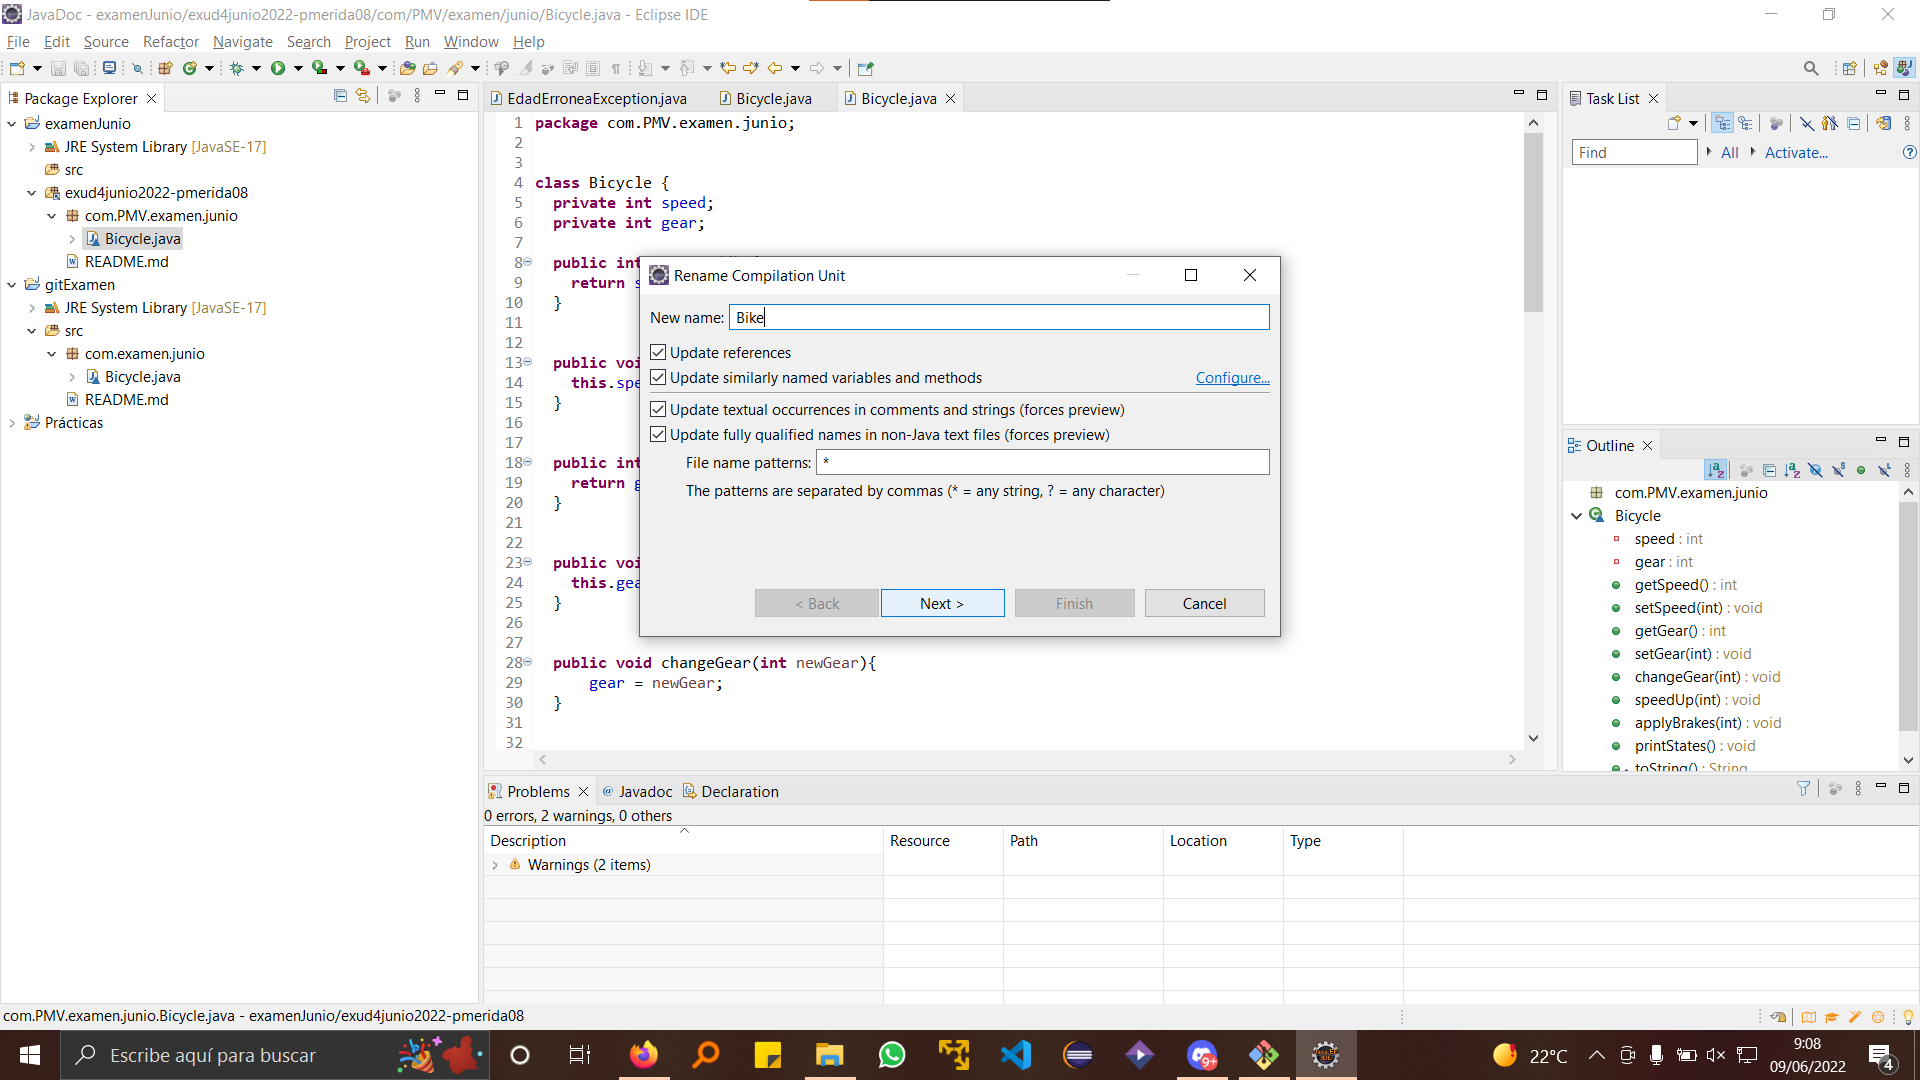 JavaDoc - examenJunio/exud4junio2022-pmerida08/com/PMV/examen/junio/Bicycle.java - Eclipse IDE
File Edit Source Refactor Navigate Search Project Run Window Help
Package Explorer
examenJunio
JRE System Library [JavaSE-17]
src
exud4junio2022-pmerida08
com.PMV.examen.junio
Bicycle.java
README.md
gitExamen
JRE System Library [JavaSE-17]
src
com.examen.junio
Bicycle.java
README.md
Prácticas
EdadErroneaException.java Bicycle.java Bicycle.java
1 package com.PMV.examen.junio;
2
3
4 class Bicycle {
5 private int speed;
6 private int gear;
7
8 public int
9 return s
10 }
11
12
13 public voi
14 this.spe
15 }
16
17
18 public int
19 return g
20 }
21
22
23 public voi
24 this.gea
25 }
26
27
28 public void changeGear(int newGear){
29 gear = newGear;
30 }
31
32
Rename Compilation Unit
New name: Bike
Update references
Update similarly named variables and methods Configure...
Update textual occurrences in comments and strings (forces preview)
Update fully qualified names in non-Java text files (forces preview)
File name patterns: *
The patterns are separated by commas (* = any string, ? = any character)
< Back Next > Finish Cancel
Task List
Find All Activate...
Outline
com.PMV.examen.junio
Bicycle
speed : int
gear : int
getSpeed() : int
setSpeed(int) : void
getGear() : int
setGear(int) : void
changeGear(int) : void
speedUp(int) : void
applyBrakes(int) : void
printStates() : void
toString() : String
Problems Javadoc Declaration
0 errors, 2 warnings, 0 others
Description Resource Path Location Type
Warnings (2 items)
com.PMV.examen.junio.Bicycle.java - examenJunio/exud4junio2022-pmerida08
Escribe aquí para buscar
9+
22°C
9:08
09/06/2022
4